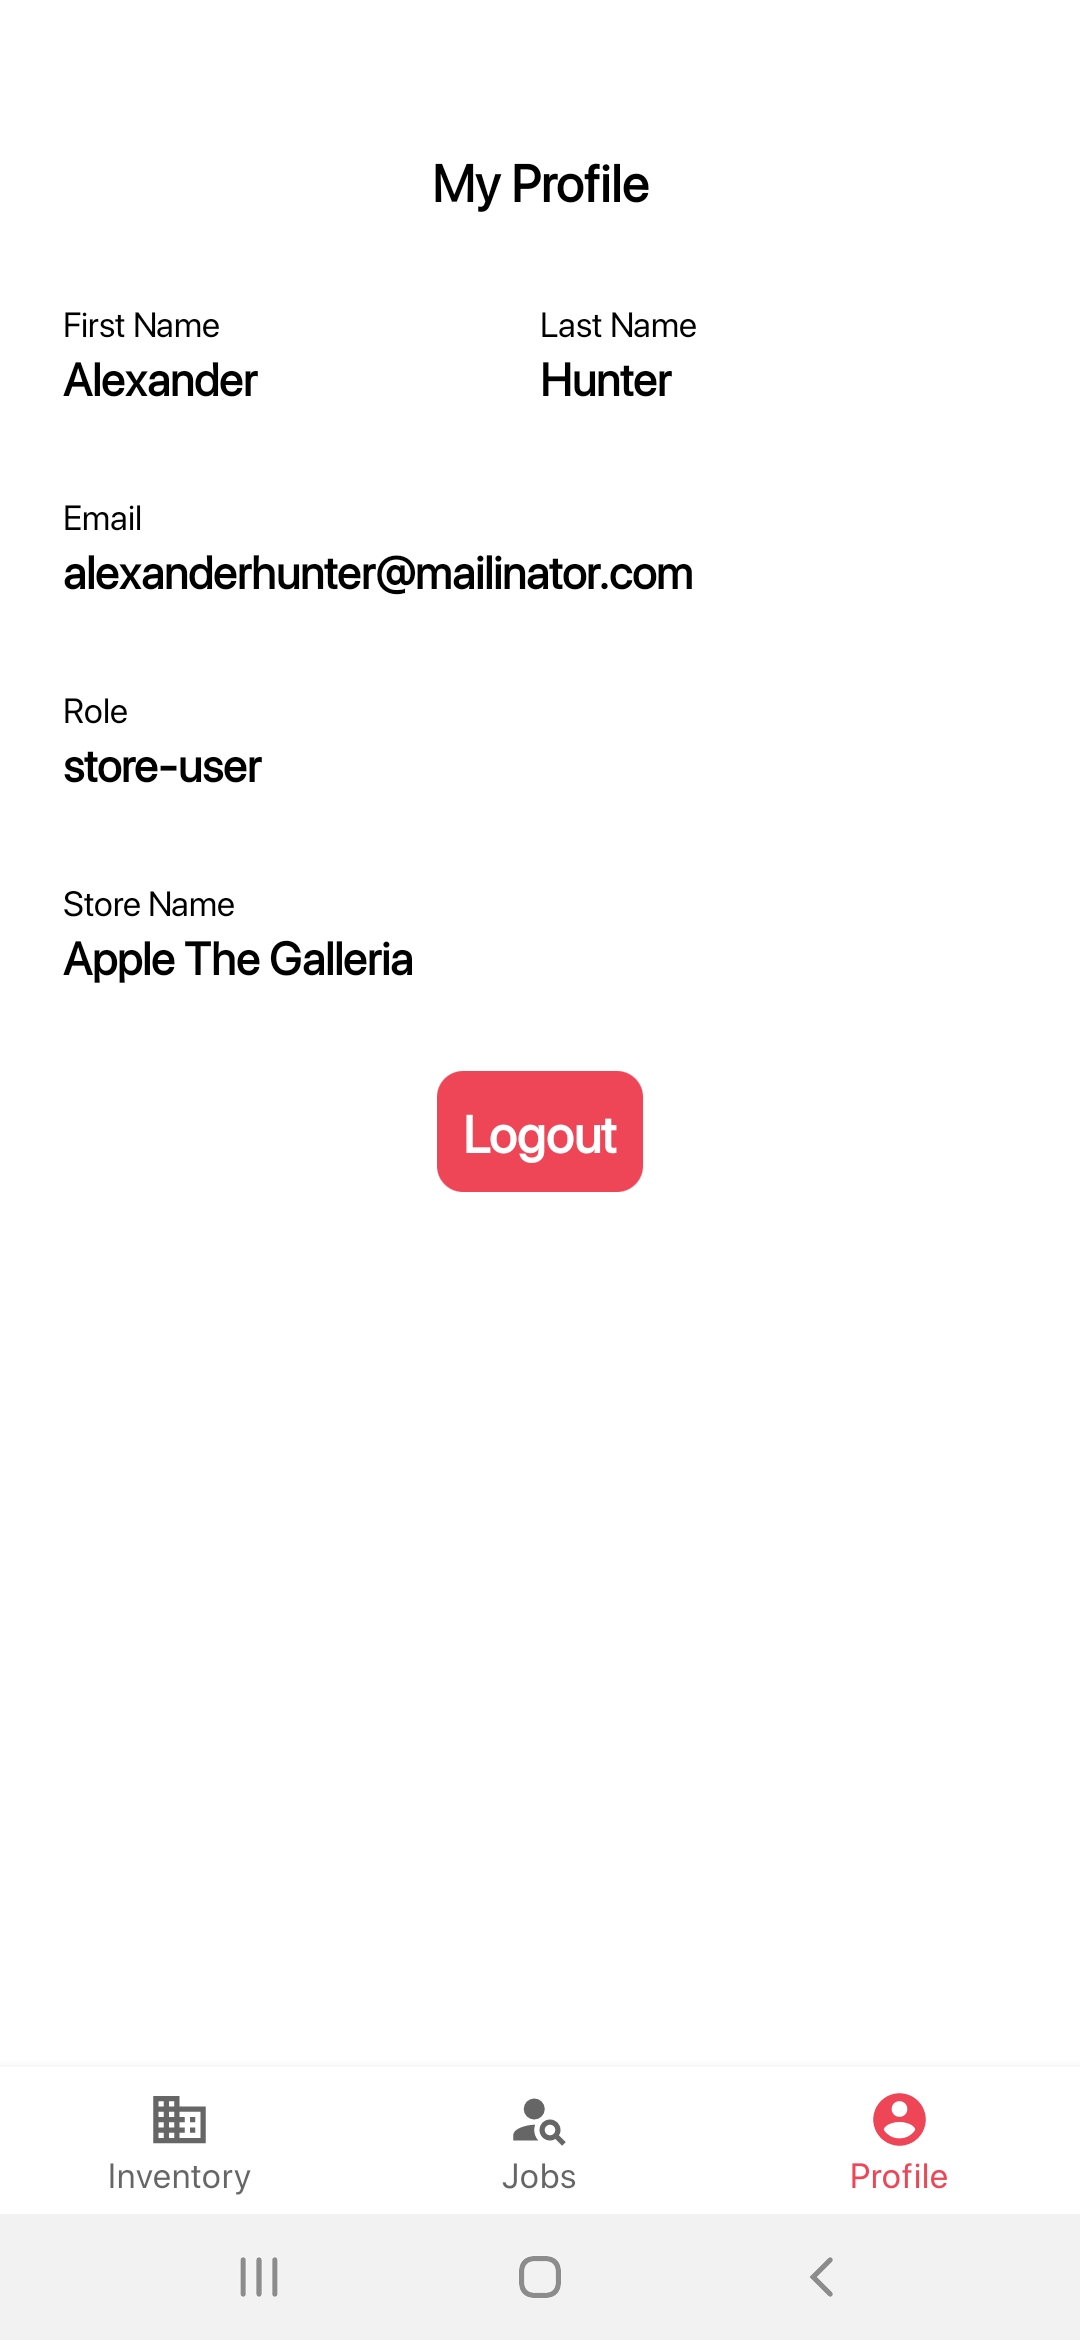 My Profile
First Name
Last Name
Alexander
Hunter
Email
alexanderhunter@mailinator.com
Role
store-user
Store Name
Apple The Galleria
Logout
Inventory
Jobs
Profile